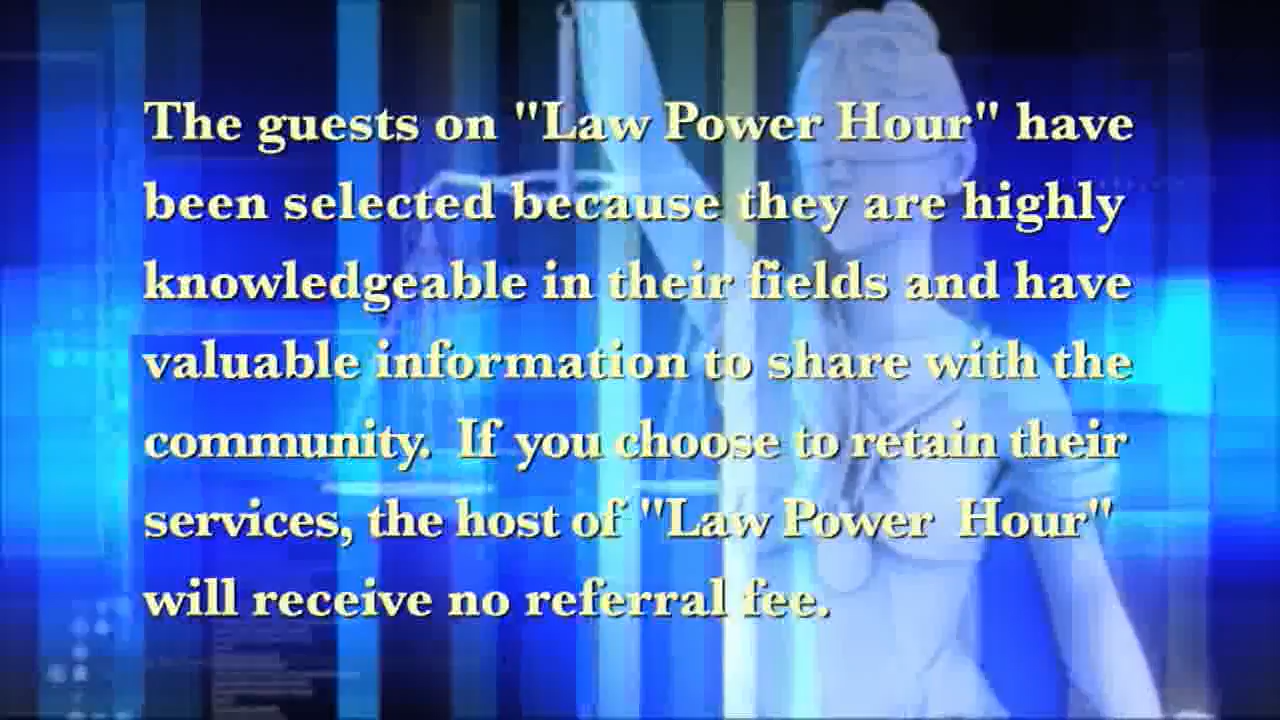 The guests on "Law Power Hour" have
been selected because they are highly
knowledgeable in their fields and have
valuable information to share with the
community.  If you choose to retain their
services, the host of "Law Power  Hour"
will receive no referral fee.